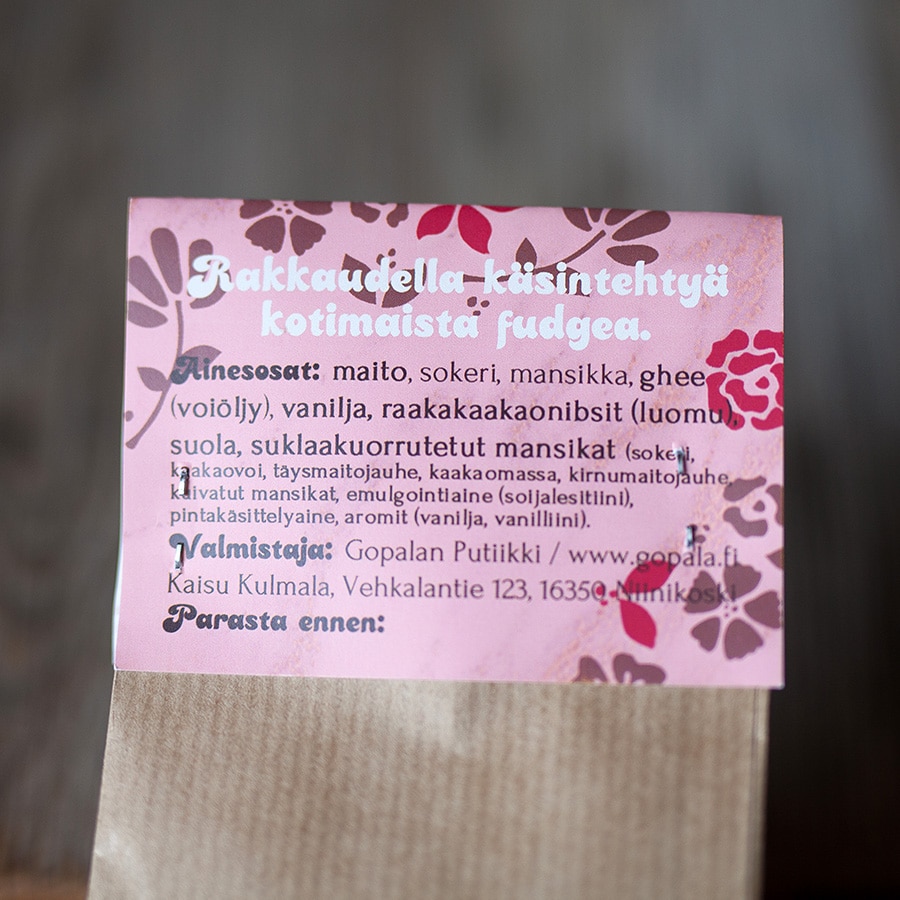 Rakkaudella käsintehtyä
kotimaista fudgea.
Ainesosat: maito, sokeri, mansikka, ghee
(voiöljy), vanilja, raakakaakaonibsit (luomu),
suola, suklaakuorrutetut mansikat (sokeri,
kaakaovoi, täysmaitojauhe, kaakaomassa, kirnumaitojauhe,
kuivatut mansikat, emulgointiaine (soijalesitiini),
pintakäsittelyaine, aromit (vanilja, vanilliini).
Valmistaja: Gopalan Putiikki / www.gopala.fi
Kaisu Kulmala, Vehkalantie 123, 16350 Niinikoski
Parasta ennen: